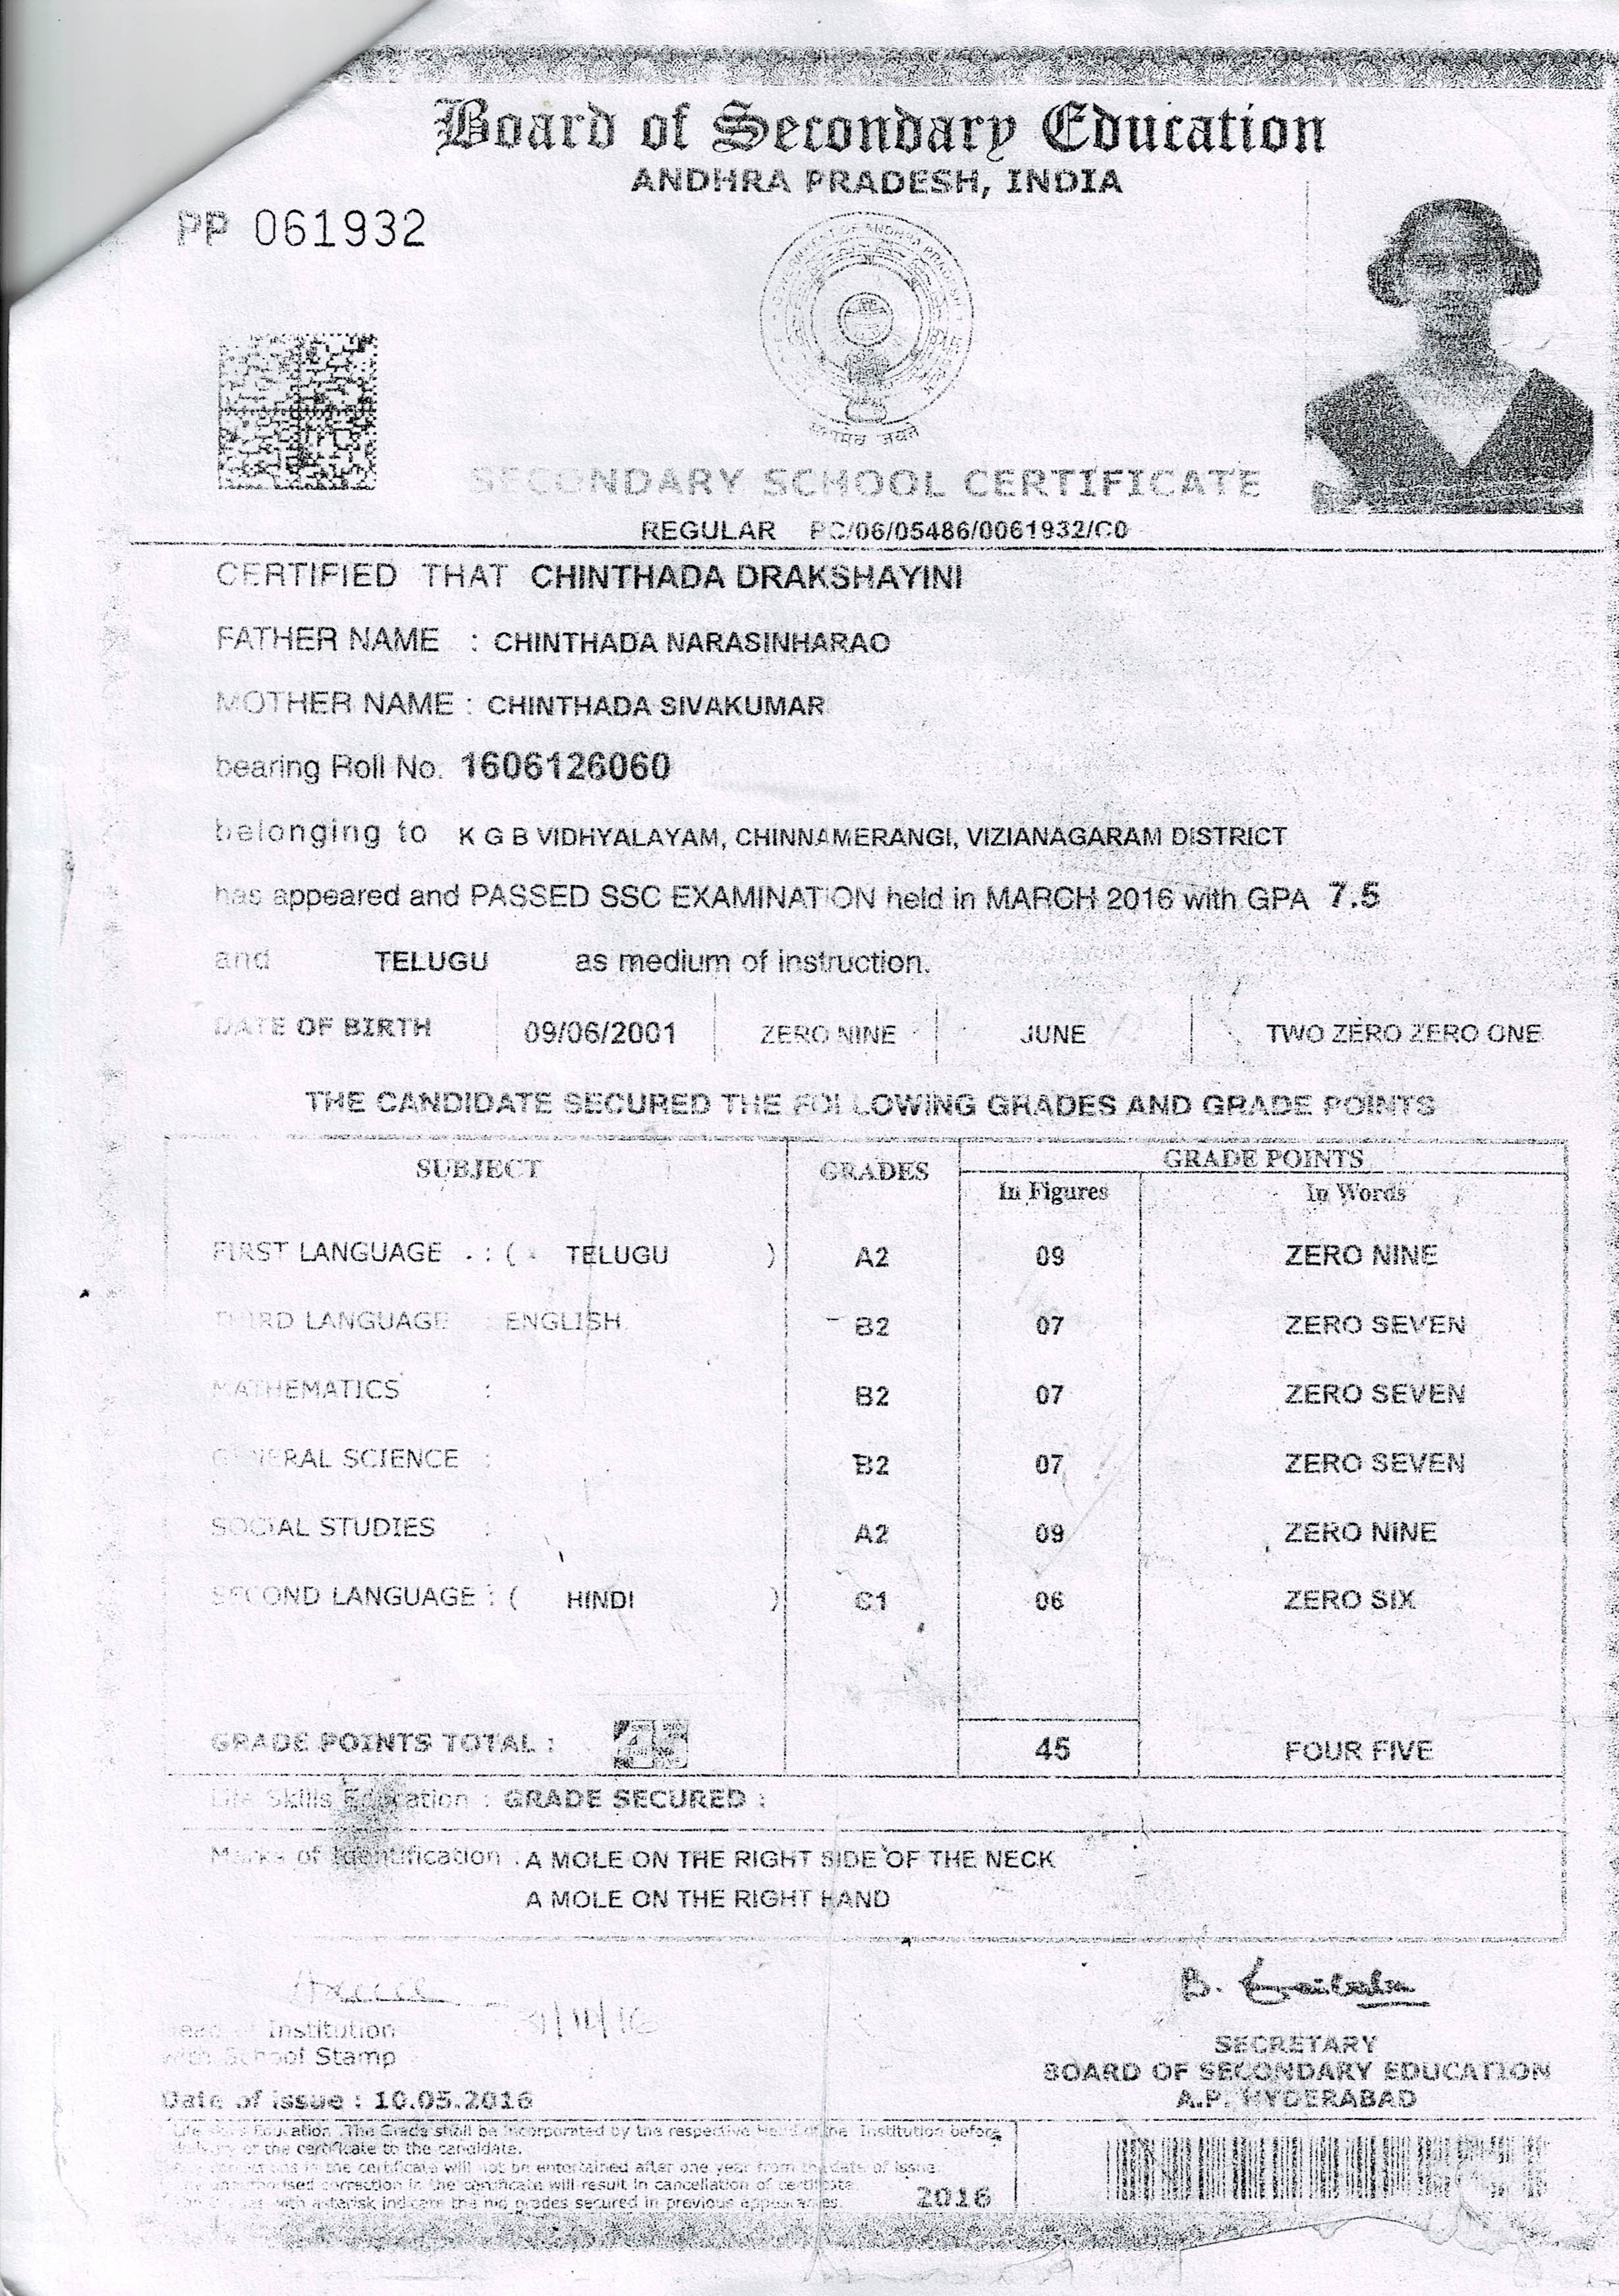 Board of Secondary Education
ANDHRA PRADESH, INDIA
PP 061932
SECONDARY SCHOOL CERTIFICATE
REGULAR PC/06/05486/0061932/C0
CERTIFIED THAT CHINTHADA DRAKSHAYINI
FATHER NAME : CHINTHADA NARASINHARAO
MOTHER NAME : CHINTHADA SIVAKUMARI
bearing Roll No. 1606126060
belonging to K G B VIDHYALAYAM, CHINNAMERANGI, VIZIANAGARAM DISTRICT
has appeared and PASSED SSC EXAMINATION held in MARCH 2016 with GPA 7.5
and TELUGU as medium of instruction.
DATE OF BIRTH 09/06/2001 ZERO NINE JUNE TWO ZERO ZERO ONE
THE CANDIDATE SECURED THE FOLLOWING GRADES AND GRADE POINTS
SUBJECT GRADES GRADE POINTS
In Figures In Words
FIRST LANGUAGE : ( TELUGU ) A2 09 ZERO NINE
THIRD LANGUAGE : ENGLISH B2 07 ZERO SEVEN
MATHEMATICS : B2 07 ZERO SEVEN
GENERAL SCIENCE : B2 07 ZERO SEVEN
SOCIAL STUDIES : A2 09 ZERO NINE
SECOND LANGUAGE : ( HINDI ) C1 06 ZERO SIX
GRADE POINTS TOTAL : 45 45 FOUR FIVE
Life Skills Education : GRADE SECURED :
Marks of Identification : A MOLE ON THE RIGHT SIDE OF THE NECK
A MOLE ON THE RIGHT HAND
Head of Institution
with School Stamp
SECRETARY
BOARD OF SECONDARY EDUCATION
A.P. HYDERABAD
Date of issue : 10.05.2016
Life Skills Education : The Grade shall be incorporated by the respective Head of the Institution before
delivery of the certificate to the candidate.
corrections in the certificate will not be entertained after one year from the date of issue.
unauthorised correction in the certificate will result in cancellation of certificate.
with asterisk indicate the grades secured in previous appearances.
2016